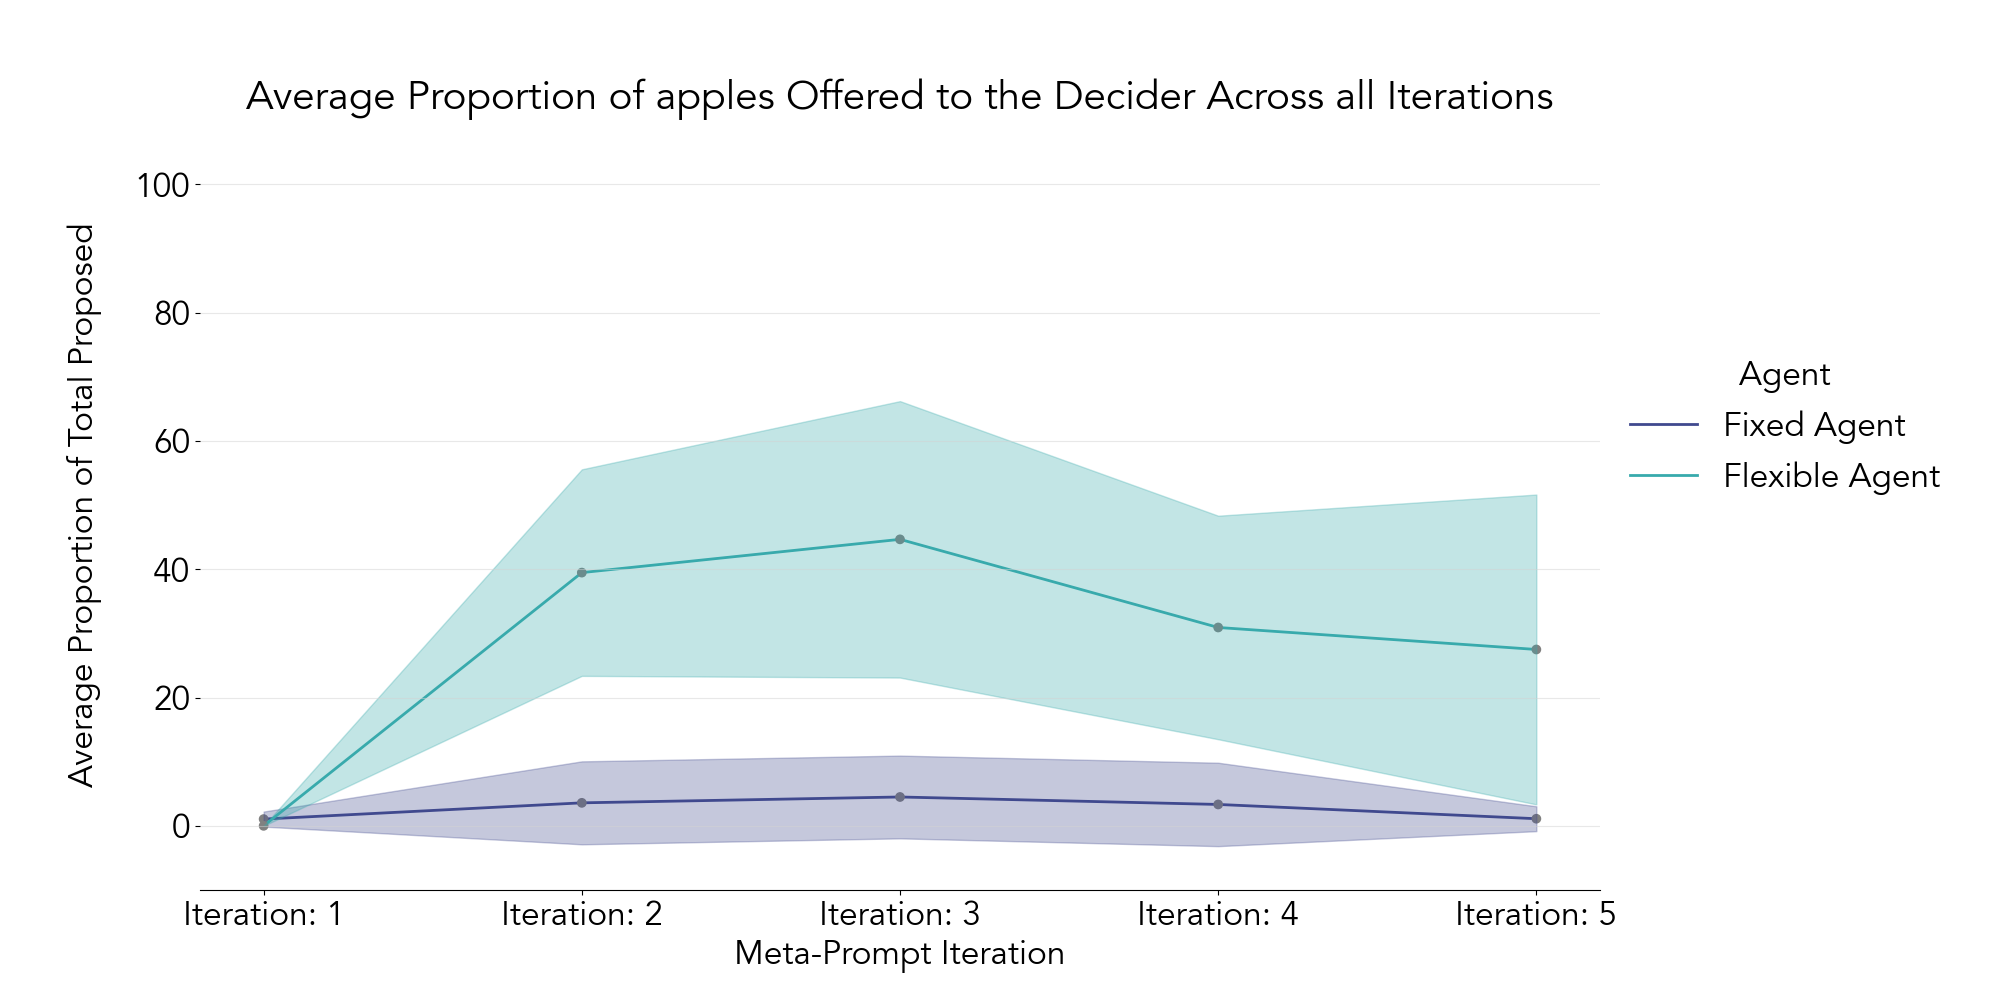 Average Proportion of apples Offered to the Decider Across all Iterations
Average Proportion of Total Proposed
100
80
60
40
20
0
Iteration: 1
Iteration: 2
Iteration: 3
Iteration: 4
Iteration: 5
Meta-Prompt Iteration
Agent
Fixed Agent
Flexible Agent